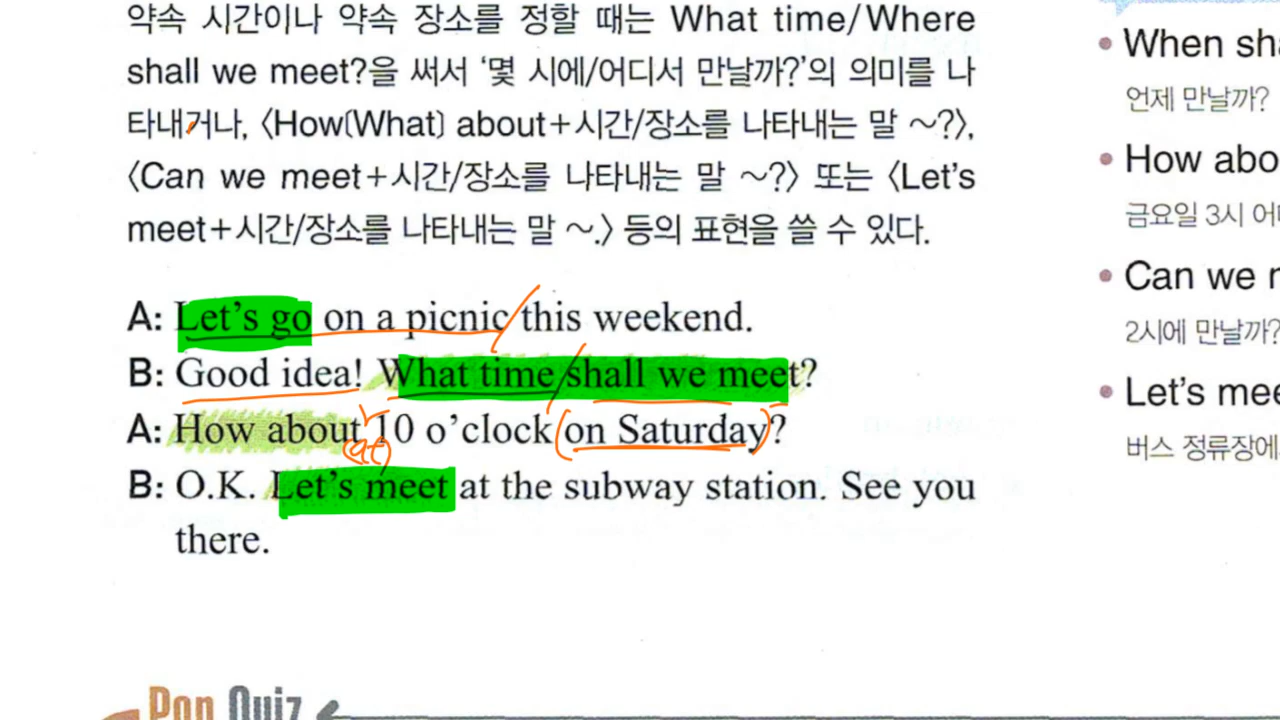 약속 시간이나 약속 장소를 정할 때는 What time/Where
shall we meet?을 써서 ‘몇 시에/어디서 만날까?’의 의미를 나
타내거나, 〈How(What) about+시간/장소를 나타내는 말 ～?〉,
〈Can we meet+시간/장소를 나타내는 말 ～?〉 또는 〈Let’s
meet+시간/장소를 나타내는 말 ～.〉 등의 표현을 쓸 수 있다.
A: Let’s go on a picnic this weekend.
B: Good idea! What time shall we meet?
A: How about 10 o’clock (on Saturday)?
(at)
B: O.K. Let’s meet at the subway station. See you
there.
Pop Quiz
• When sh
언제 만날까?
• How abo
금요일 3시 어
• Can we
2시에 만날까?
• Let’s mee
버스 정류장에